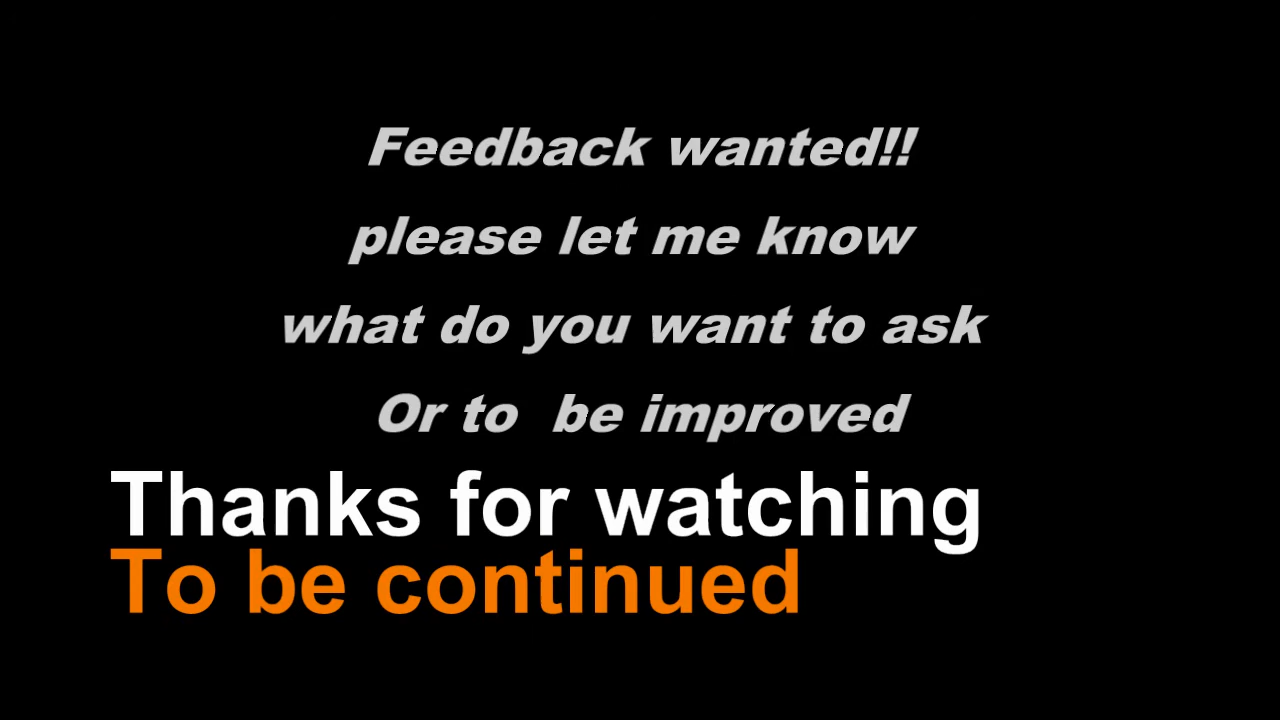 Feedback wanted!!
please let me know
what do you want to ask
Or to be improved
Thanks for watching
To be continued